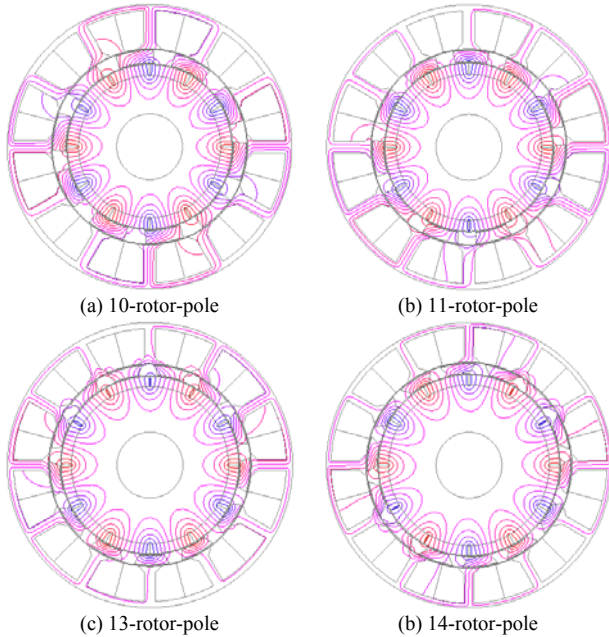 (a) 10-rotor-pole
(b) 11-rotor-pole
(c) 13-rotor-pole
(b) 14-rotor-pole